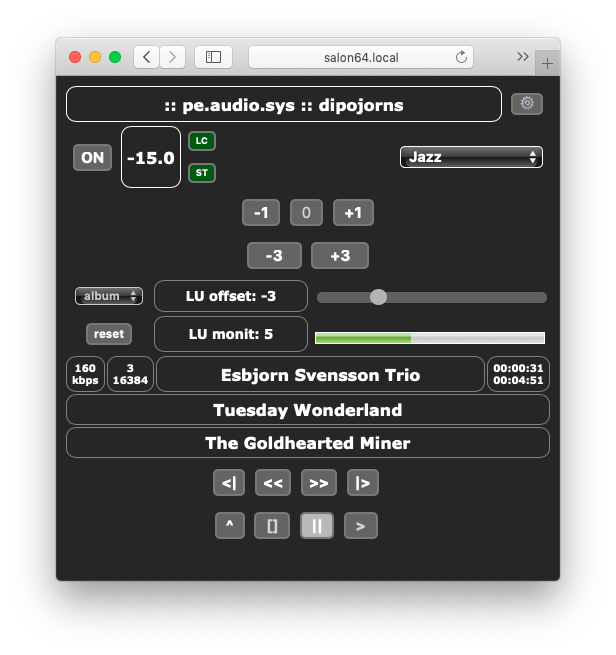 salon64.local
:: pe.audio.sys :: dipojorns
ON
-15.0
LC
ST
Jazz
-1 0 +1
-3 +3
album
LU offset: -3
reset
LU monit: 5
160
kbps
3
16384
Esbjorn Svensson Trio
00:00:31
00:04:51
Tuesday Wonderland
The Goldhearted Miner
<| << >> |>
^ [] || >